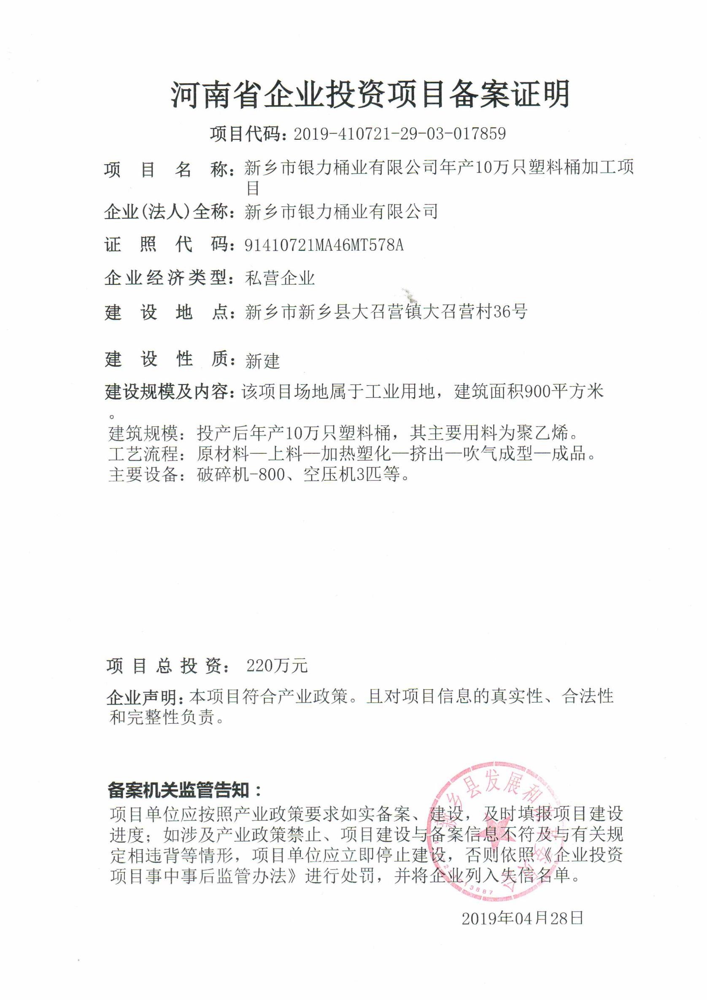 河南省企业投资项目备案证明
项目代码：2019-410721-29-03-017859
项目名称：新乡市银力桶业有限公司年产10万只塑料桶加工项
目
企业(法人)全称：新乡市银力桶业有限公司
证照代码：91410721MA46MT578A
企业经济类型：私营企业
建设地点：新乡市新乡县大召营镇大召营村36号
建设性质：新建
建设规模及内容：该项目场地属于工业用地，建筑面积900平方米
。
建筑规模：投产后年产10万只塑料桶，其主要用料为聚乙烯。
工艺流程：原材料—上料—加热塑化—挤出—吹气成型—成品。
主要设备：破碎机-800、空压机3匹等。
项目总投资：220万元
企业声明：本项目符合产业政策。且对项目信息的真实性、合法性
和完整性负责。
备案机关监管告知：
项目单位应按照产业政策要求如实备案、建设，及时填报项目建设
进度；如涉及产业政策禁止、项目建设与备案信息不符及与有关规
定相违背等情形，项目单位应立即停止建设，否则依照《企业投资
项目事中事后监管办法》进行处罚，并将企业列入失信名单。
新乡县发展和改革委员会
2019年04月28日